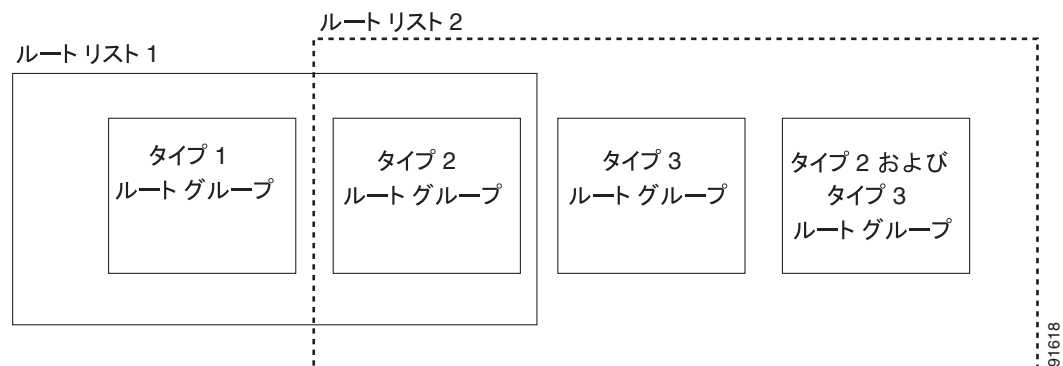 ルート リスト 2
ルート リスト 1
タイプ 1
ルート グループ
タイプ 2
ルート グループ
タイプ 3
ルート グループ
タイプ 2 および
タイプ 3
ルート グループ
91618